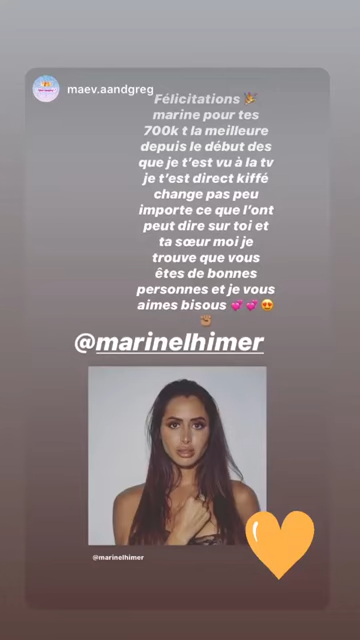 maev.aandgreg
Félicitations 🎉
marine pour tes
700k t la meilleure
depuis le début des
que je t'est vu à la tv
je t'est direct kiffé
change pas peu
importe ce que l'ont
peut dire sur toi et
ta sœur moi je
trouve que vous
êtes de bonnes
personnes et je vous
aimes bisous 💞💞😍
@marinelhimer
@marinelhimer